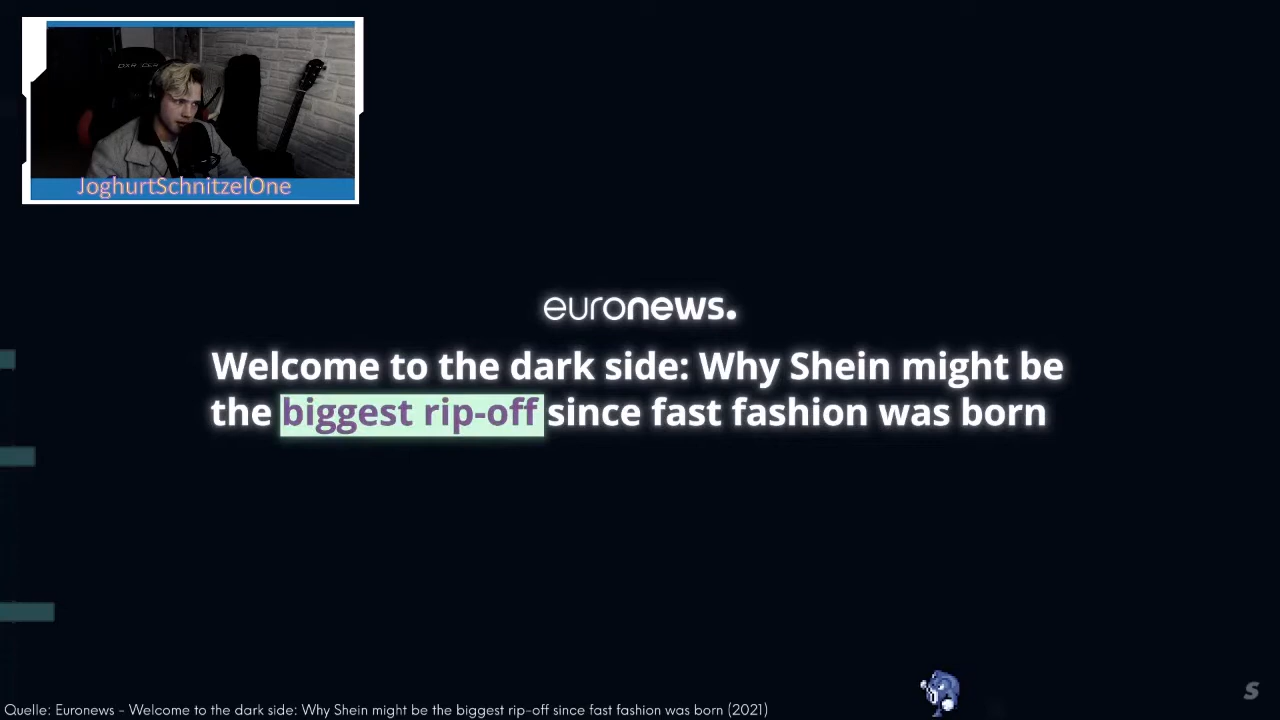 DXRACER
JoghurtSchnitzelOne
euronews.
Welcome to the dark side: Why Shein might be
the biggest rip-off since fast fashion was born
S
Quelle: Euronews - Welcome to the dark side: Why Shein might be the biggest rip-off since fast fashion was born (2021)